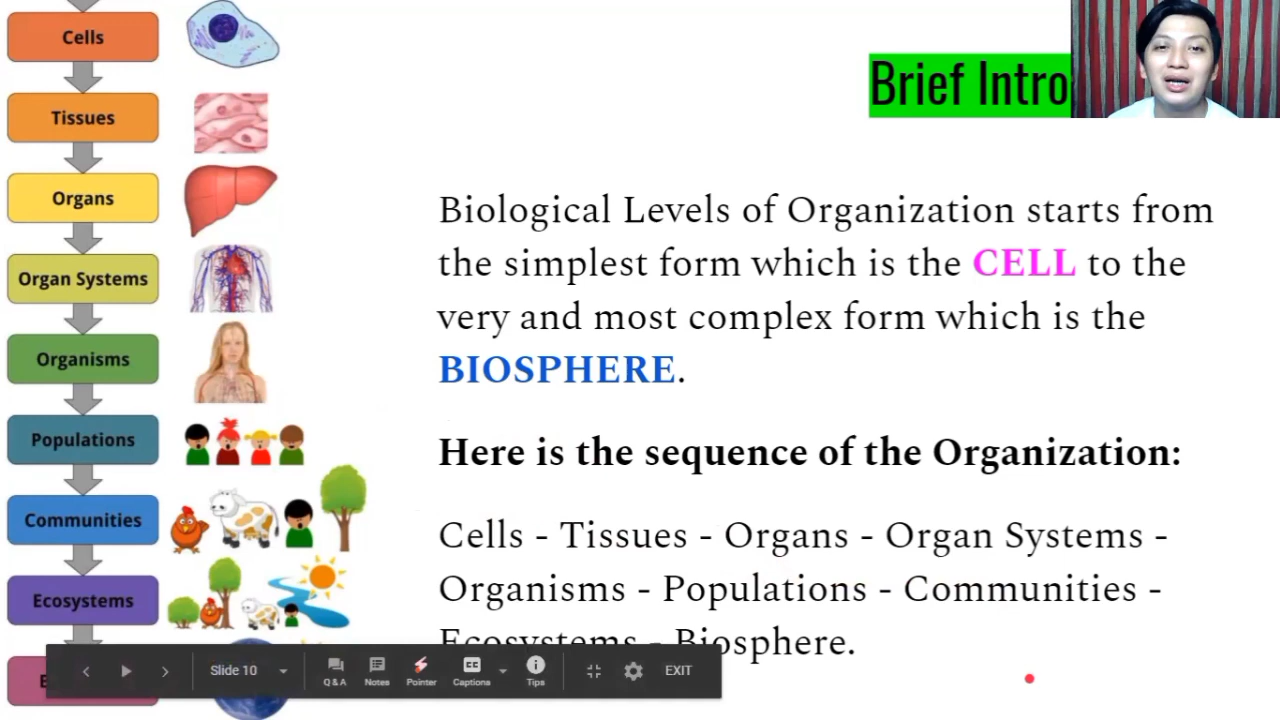 Cells
Tissues
Organs
Organ Systems
Organisms
Populations
Communities
Ecosystems
Brief Intro
Biological Levels of Organization starts from
the simplest form which is the CELL to the
very and most complex form which is the
BIOSPHERE.
Here is the sequence of the Organization:
Cells - Tissues - Organs - Organ Systems -
Organisms - Populations - Communities -
Ecosystems - Biosphere.
Slide 10
Q & A
Notes
Pointer
CC
Captions
Tips
EXIT